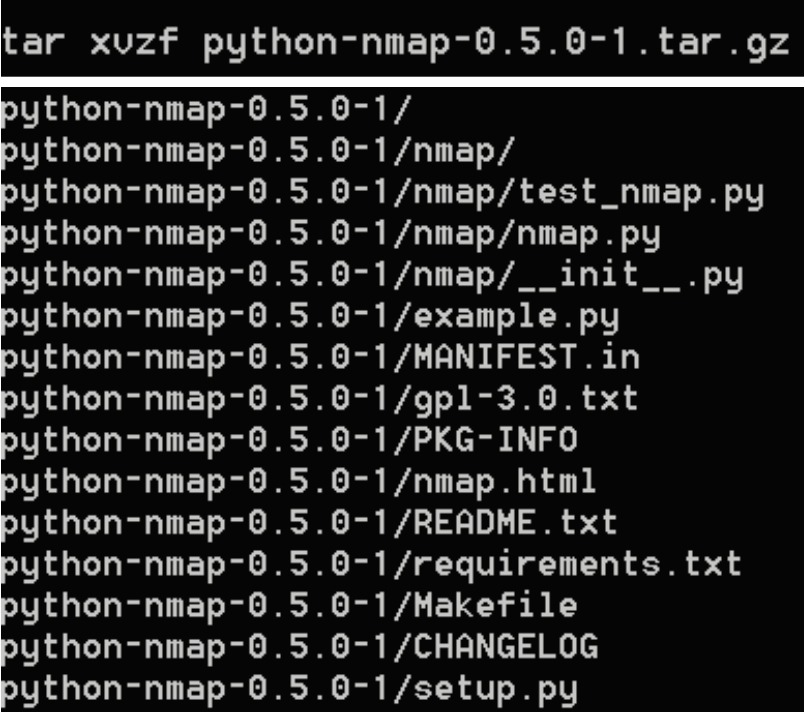 tar xvzf python-nmap-0.5.0-1.tar.gz
python-nmap-0.5.0-1/
python-nmap-0.5.0-1/nmap/
python-nmap-0.5.0-1/nmap/test_nmap.py
python-nmap-0.5.0-1/nmap/nmap.py
python-nmap-0.5.0-1/nmap/__init__.py
python-nmap-0.5.0-1/example.py
python-nmap-0.5.0-1/MANIFEST.in
python-nmap-0.5.0-1/gpl-3.0.txt
python-nmap-0.5.0-1/PKG-INFO
python-nmap-0.5.0-1/nmap.html
python-nmap-0.5.0-1/README.txt
python-nmap-0.5.0-1/requirements.txt
python-nmap-0.5.0-1/Makefile
python-nmap-0.5.0-1/CHANGELOG
python-nmap-0.5.0-1/setup.py